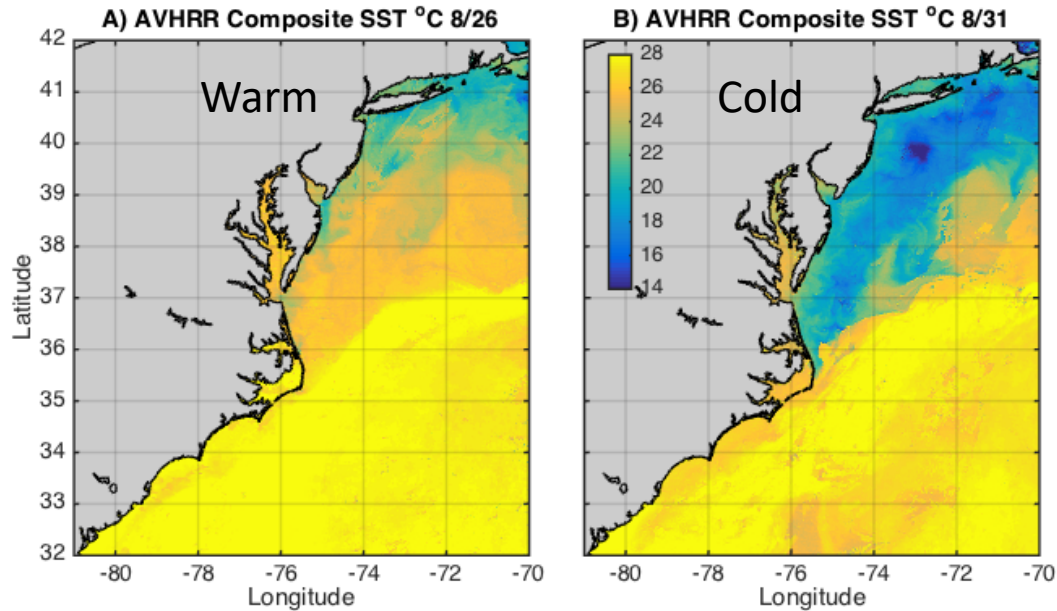 A) AVHRR Composite SST °C 8/26
B) AVHRR Composite SST °C 8/31
Warm
Cold
Latitude
42
41
40
39
38
37
36
35
34
33
32
28
26
24
22
20
18
16
14
-80 -78 -76 -74 -72 -70
-80 -78 -76 -74 -72 -70
Longitude
Longitude